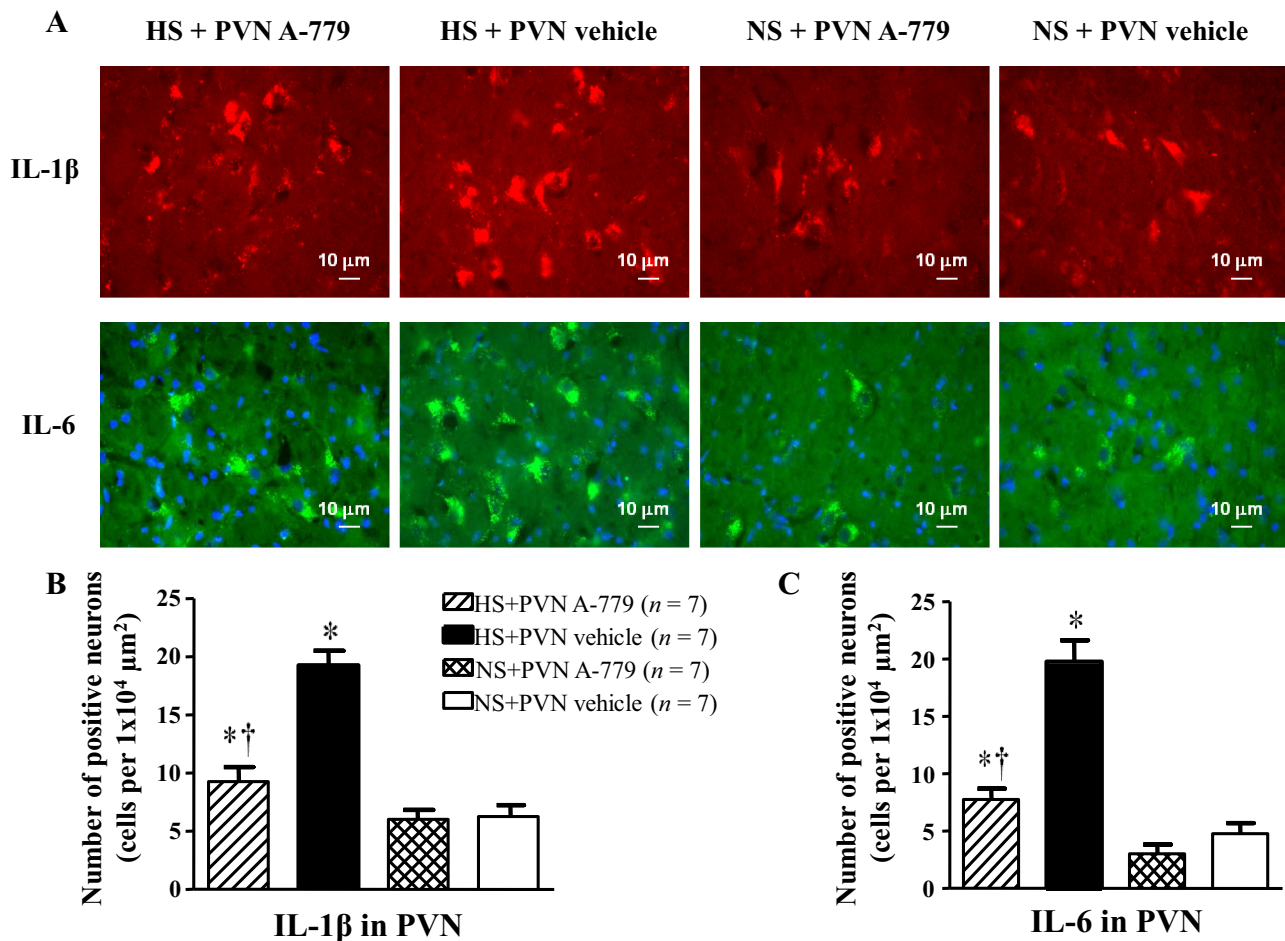 A
HS + PVN A-779
HS + PVN vehicle
NS + PVN A-779
NS + PVN vehicle
IL-1β
10 μm
10 μm
10 μm
10 μm
IL-6
10 μm
10 μm
10 μm
10 μm
B
Number of positive neurons
(cells per 1x10⁴ μm²)
25
20
15
10
5
0
*†
*
IL-1β in PVN
HS+PVN A-779 (n = 7)
HS+PVN vehicle (n = 7)
NS+PVN A-779 (n = 7)
NS+PVN vehicle (n = 7)
C
Number of positive neurons
(cells per 1x10⁴ μm²)
25
20
15
10
5
0
*†
*
IL-6 in PVN